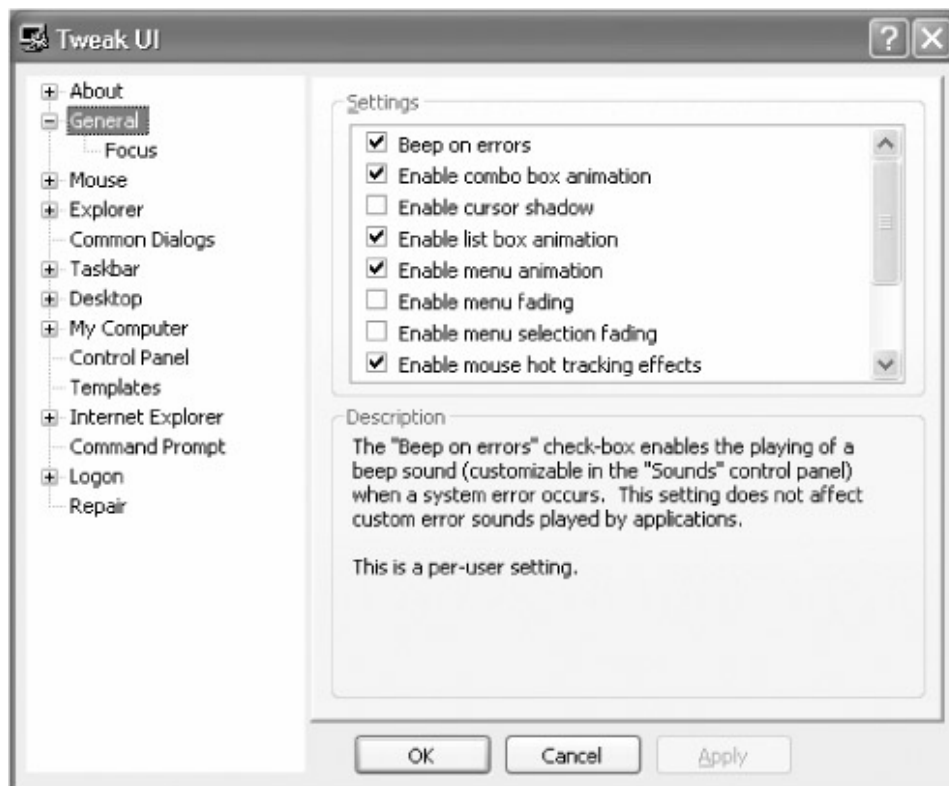 Tweak UI
About
General
Focus
Mouse
Explorer
Common Dialogs
Taskbar
Desktop
My Computer
Control Panel
Templates
Internet Explorer
Command Prompt
Logon
Repair
Settings
Beep on errors
Enable combo box animation
Enable cursor shadow
Enable list box animation
Enable menu animation
Enable menu fading
Enable menu selection fading
Enable mouse hot tracking effects
Description
The "Beep on errors" check-box enables the playing of a
beep sound (customizable in the "Sounds" control panel)
when a system error occurs.  This setting does not affect
custom error sounds played by applications.
This is a per-user setting.
OK
Cancel
Apply